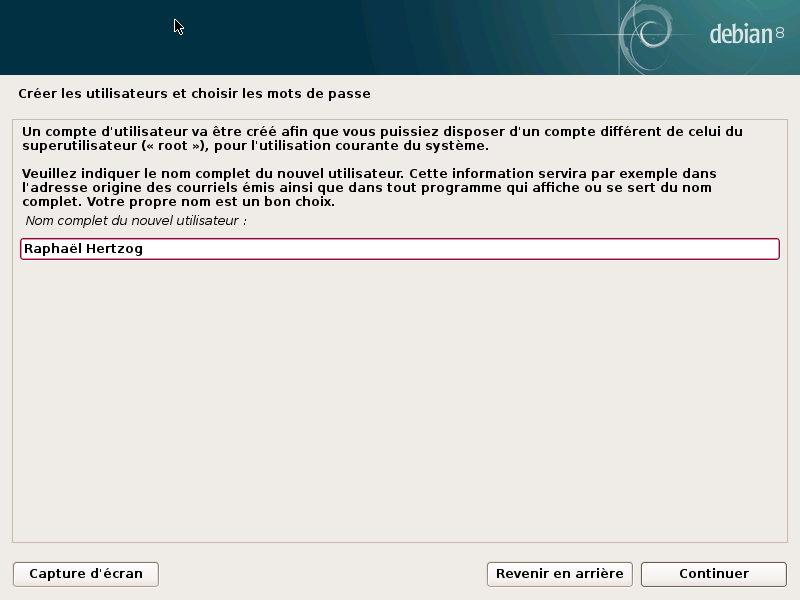 debian 8
Créer les utilisateurs et choisir les mots de passe
Un compte d'utilisateur va être créé afin que vous puissiez disposer d'un compte différent de celui du
superutilisateur (« root »), pour l'utilisation courante du système.
Veuillez indiquer le nom complet du nouvel utilisateur. Cette information servira par exemple dans
l'adresse origine des courriels émis ainsi que dans tout programme qui affiche ou se sert du nom
complet. Votre propre nom est un bon choix.
Nom complet du nouvel utilisateur :
Raphaël Hertzog
Capture d'écran
Revenir en arrière
Continuer